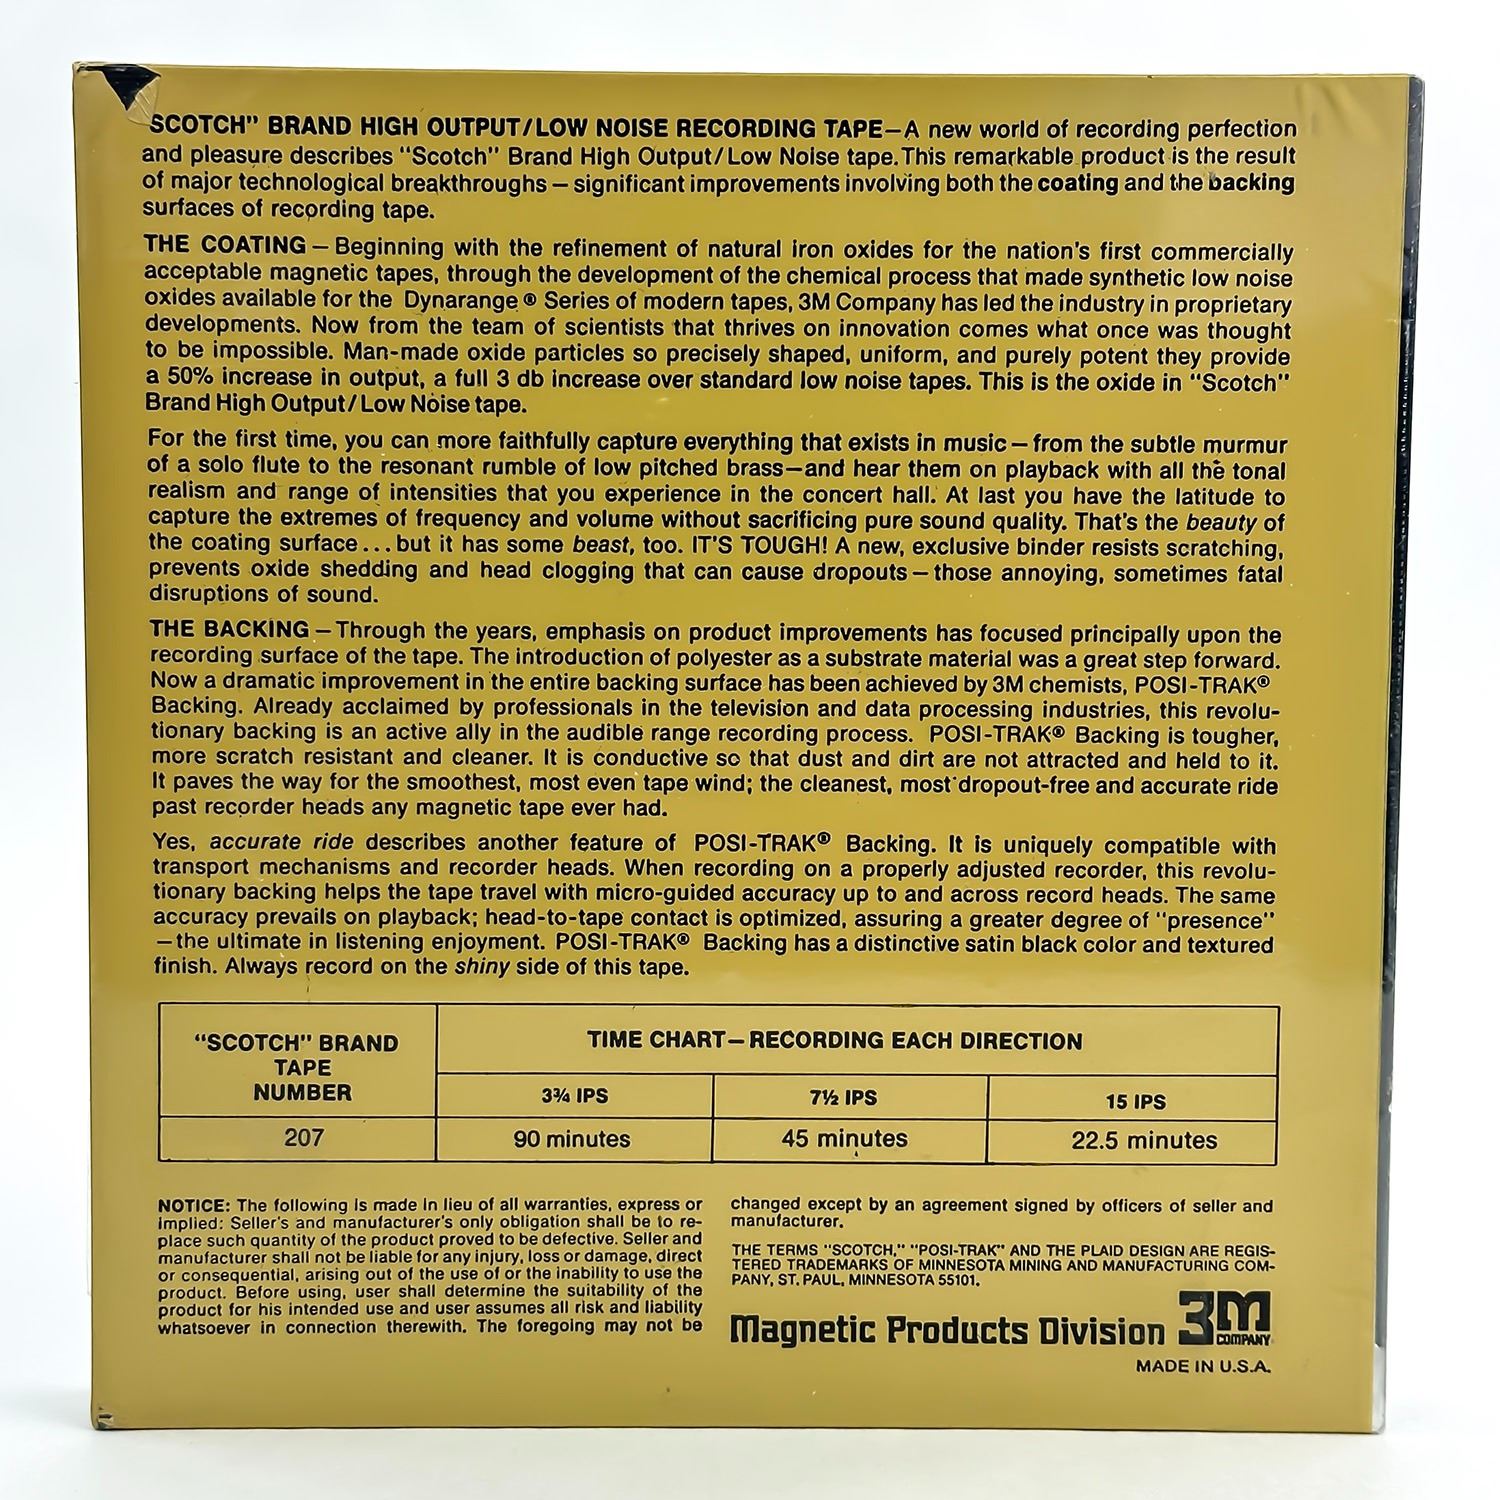 SCOTCH" BRAND HIGH OUTPUT/LOW NOISE RECORDING TAPE—A new world of recording perfection
and pleasure describes "Scotch" Brand High Output/Low Noise tape. This remarkable product is the result
of major technological breakthroughs — significant improvements involving both the coating and the backing
surfaces of recording tape.
THE COATING — Beginning with the refinement of natural iron oxides for the nation's first commercially
acceptable magnetic tapes, through the development of the chemical process that made synthetic low noise
oxides available for the Dynarange® Series of modern tapes, 3M Company has led the industry in proprietary
developments. Now from the team of scientists that thrives on innovation comes what once was thought
to be impossible. Man-made oxide particles so precisely shaped, uniform, and purely potent they provide
a 50% increase in output, a full 3 db increase over standard low noise tapes. This is the oxide in "Scotch"
Brand High Output/Low Noise tape.
For the first time, you can more faithfully capture everything that exists in music — from the subtle murmur
of a solo flute to the resonant rumble of low pitched brass—and hear them on playback with all the tonal
realism and range of intensities that you experience in the concert hall. At last you have the latitude to
capture the extremes of frequency and volume without sacrificing pure sound quality. That's the beauty of
the coating surface ... but it has some beast, too. IT'S TOUGH! A new, exclusive binder resists scratching,
prevents oxide shedding and head clogging that can cause dropouts — those annoying, sometimes fatal
disruptions of sound.
THE BACKING — Through the years, emphasis on product improvements has focused principally upon the
recording surface of the tape. The introduction of polyester as a substrate material was a great step forward.
Now a dramatic improvement in the entire backing surface has been achieved by 3M chemists, POSI-TRAK®
Backing. Already acclaimed by professionals in the television and data processing industries, this revolu-
tionary backing is an active ally in the audible range recording process. POSI-TRAK® Backing is tougher,
more scratch resistant and cleaner. It is conductive so that dust and dirt are not attracted and held to it.
It paves the way for the smoothest, most even tape wind; the cleanest, most dropout-free and accurate ride
past recorder heads any magnetic tape ever had.
Yes, accurate ride describes another feature of POSI-TRAK® Backing. It is uniquely compatible with
transport mechanisms and recorder heads. When recording on a properly adjusted recorder, this revolu-
tionary backing helps the tape travel with micro-guided accuracy up to and across record heads. The same
accuracy prevails on playback; head-to-tape contact is optimized, assuring a greater degree of "presence"
—the ultimate in listening enjoyment. POSI-TRAK® Backing has a distinctive satin black color and textured
finish. Always record on the shiny side of this tape.
"SCOTCH" BRAND
TAPE
NUMBER
TIME CHART—RECORDING EACH DIRECTION
3¾ IPS
7½ IPS
15 IPS
207
90 minutes
45 minutes
22.5 minutes
NOTICE: The following is made in lieu of all warranties, express or
implied: Seller's and manufacturer's only obligation shall be to re-
place such quantity of the product proved to be defective. Seller and
manufacturer shall not be liable for any injury, loss or damage, direct
or consequential, arising out of the use of or the inability to use the
product. Before using, user shall determine the suitability of the
product for his intended use and user assumes all risk and liability
whatsoever in connection therewith. The foregoing may not be
changed except by an agreement signed by officers of seller and
manufacturer.
THE TERMS "SCOTCH," "POSI-TRAK" AND THE PLAID DESIGN ARE REGIS-
TERED TRADEMARKS OF MINNESOTA MINING AND MANUFACTURING COM-
PANY, ST. PAUL, MINNESOTA 55101.
Magnetic Products Division 3M
COMPANY
MADE IN U.S.A.